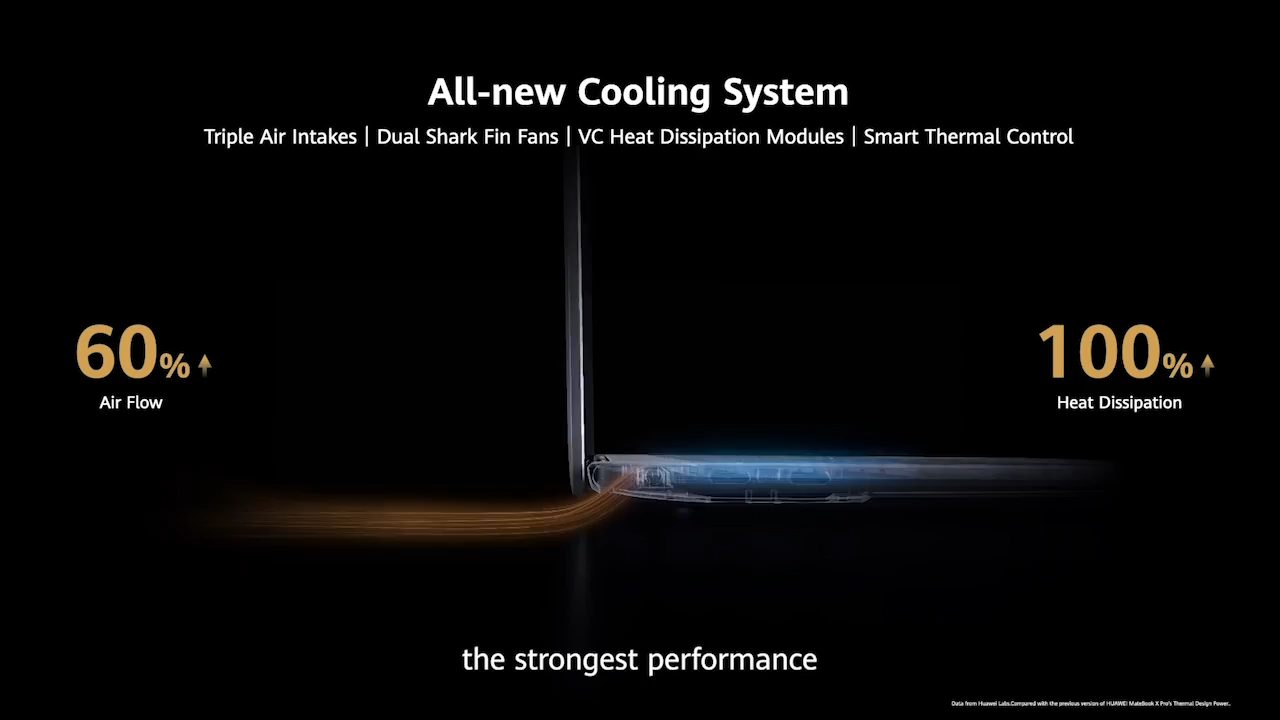 All-new Cooling System
Triple Air Intakes | Dual Shark Fin Fans | VC Heat Dissipation Modules | Smart Thermal Control
60%
Air Flow
100%
Heat Dissipation
the strongest performance
Data from Huawei Labs.Compared with the previous version of HUAWEI MateBook X Pro's Thermal Design Power.